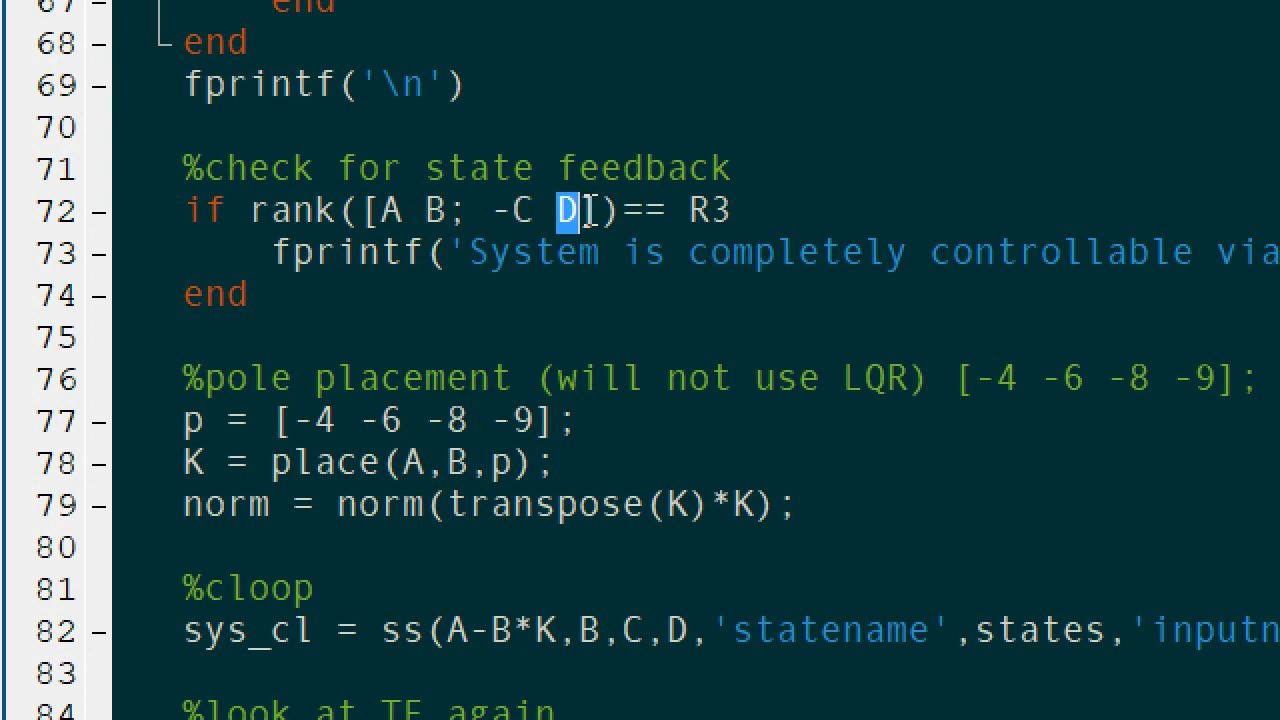 67 – end
68 – end
69 – fprintf('\n')
70
71 %check for state feedback
72 – if rank([A B; -C D])== R3
73 – fprintf('System is completely controllable via
74 – end
75
76 %pole placement (will not use LQR) [-4 -6 -8 -9];
77 – p = [-4 -6 -8 -9];
78 – K = place(A,B,p);
79 – norm = norm(transpose(K)*K);
80
81 %cloop
82 – sys_cl = ss(A-B*K,B,C,D,'statename',states,'inputn
83
84 %look at TF again